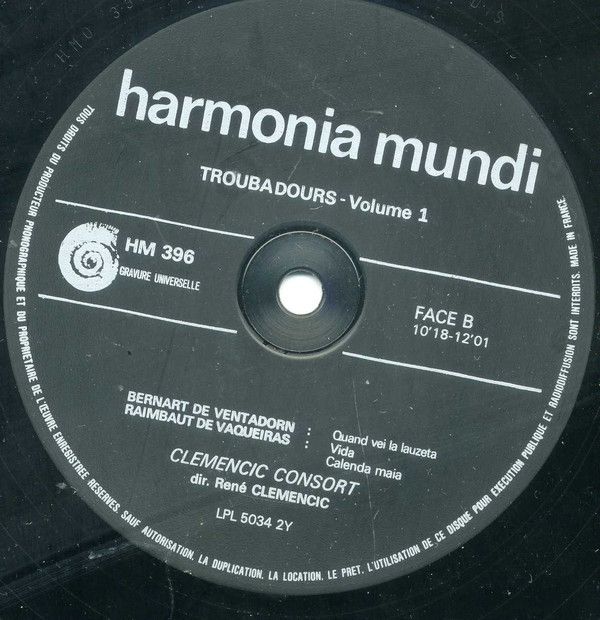 harmonia mundi
TROUBADOURS - Volume 1
HM 396
GRAVURE UNIVERSELLE
FACE B
10'18-12'01
BERNART DE VENTADORN : Quand vei la lauzeta
RAIMBAUT DE VAQUEIRAS : Vida
Calenda maia
CLEMENCIC CONSORT
dir. René CLEMENCIC
LPL 5034 2Y
TOUS DROITS DU PRODUCTEUR PHONOGRAPHIQUE ET DU PROPRIETAIRE DE L'ŒUVRE ENREGISTREE RESERVES. SAUF AUTORISATION. LA DUPLICATION. LA LOCATION. LE PRET. L'UTILISATION DE CE DISQUE POUR EXECUTION PUBLIQUE ET RADIODIFFUSION SONT INTERDITS. MADE IN FRANCE.